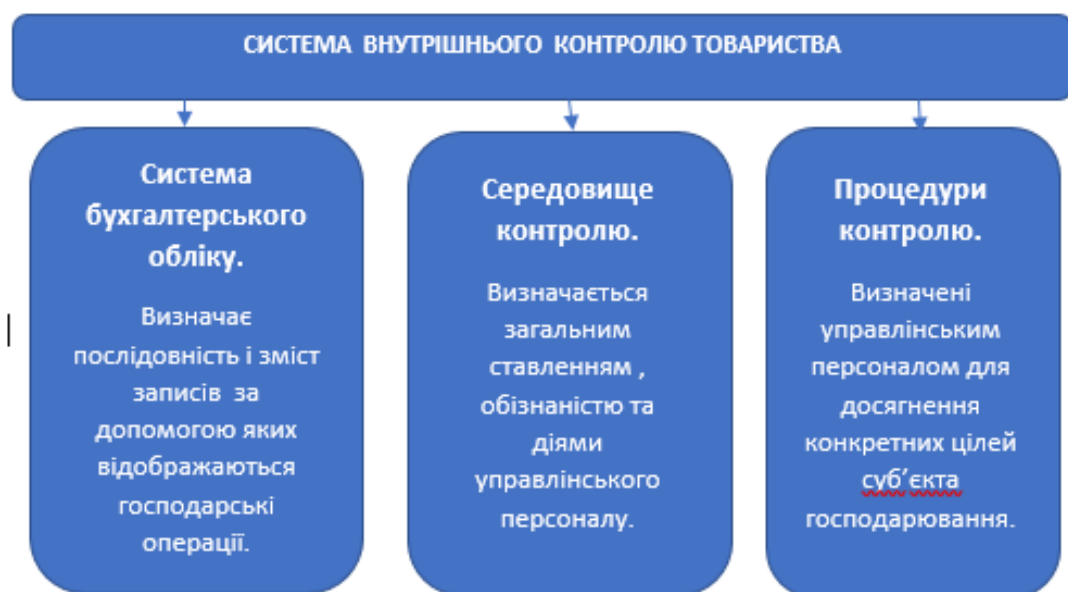 СИСТЕМА ВНУТРІШНЬОГО КОНТРОЛЮ ТОВАРИСТВА
Система
бухгалтерського
обліку.
Визначає
послідовність і зміст
записів за
допомогою яких
відображаються
господарські
операції.
Середовище
контролю.
Визначається
загальним
ставленням ,
обізнаністю та
діями
управлінського
персоналу.
Процедури
контролю.
Визначені
управлінським
персоналом для
досягнення
конкретних цілей
суб’єкта
господарювання.